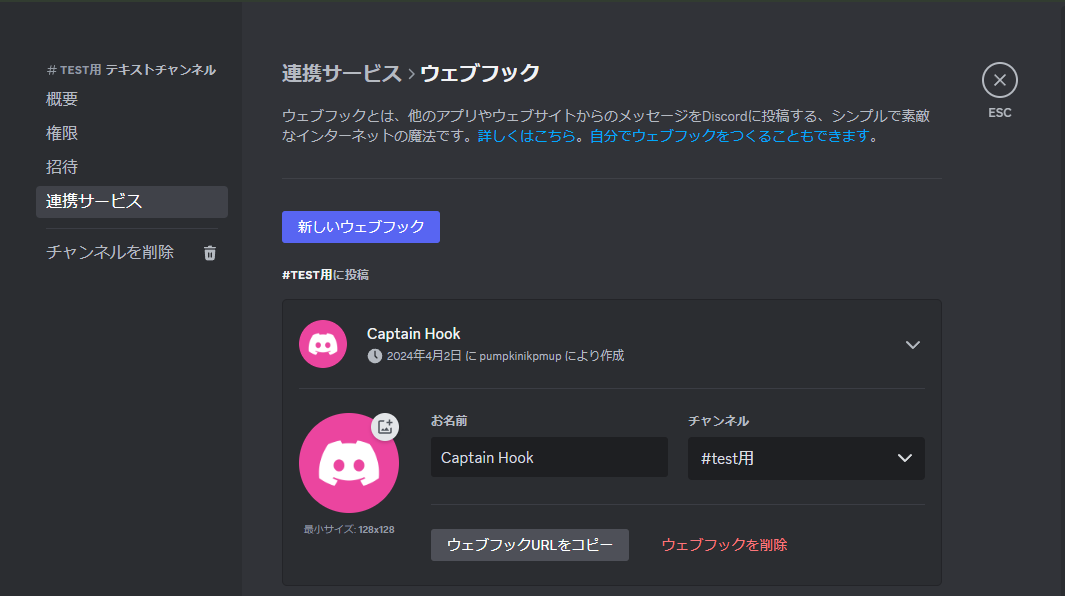 # TEST用 テキストチャンネル
概要
権限
招待
連携サービス
チャンネルを削除
連携サービス › ウェブフック
ESC
ウェブフックとは、他のアプリやウェブサイトからのメッセージをDiscordに投稿する、シンプルで素敵
なインターネットの魔法です。詳しくはこちら。自分でウェブフックをつくることもできます。
新しいウェブフック
#TEST用に投稿
Captain Hook
2024年4月2日 に pumpkinikpmup により作成
お名前
チャンネル
Captain Hook
#test用
最小サイズ: 128x128
ウェブフックURLをコピー
ウェブフックを削除